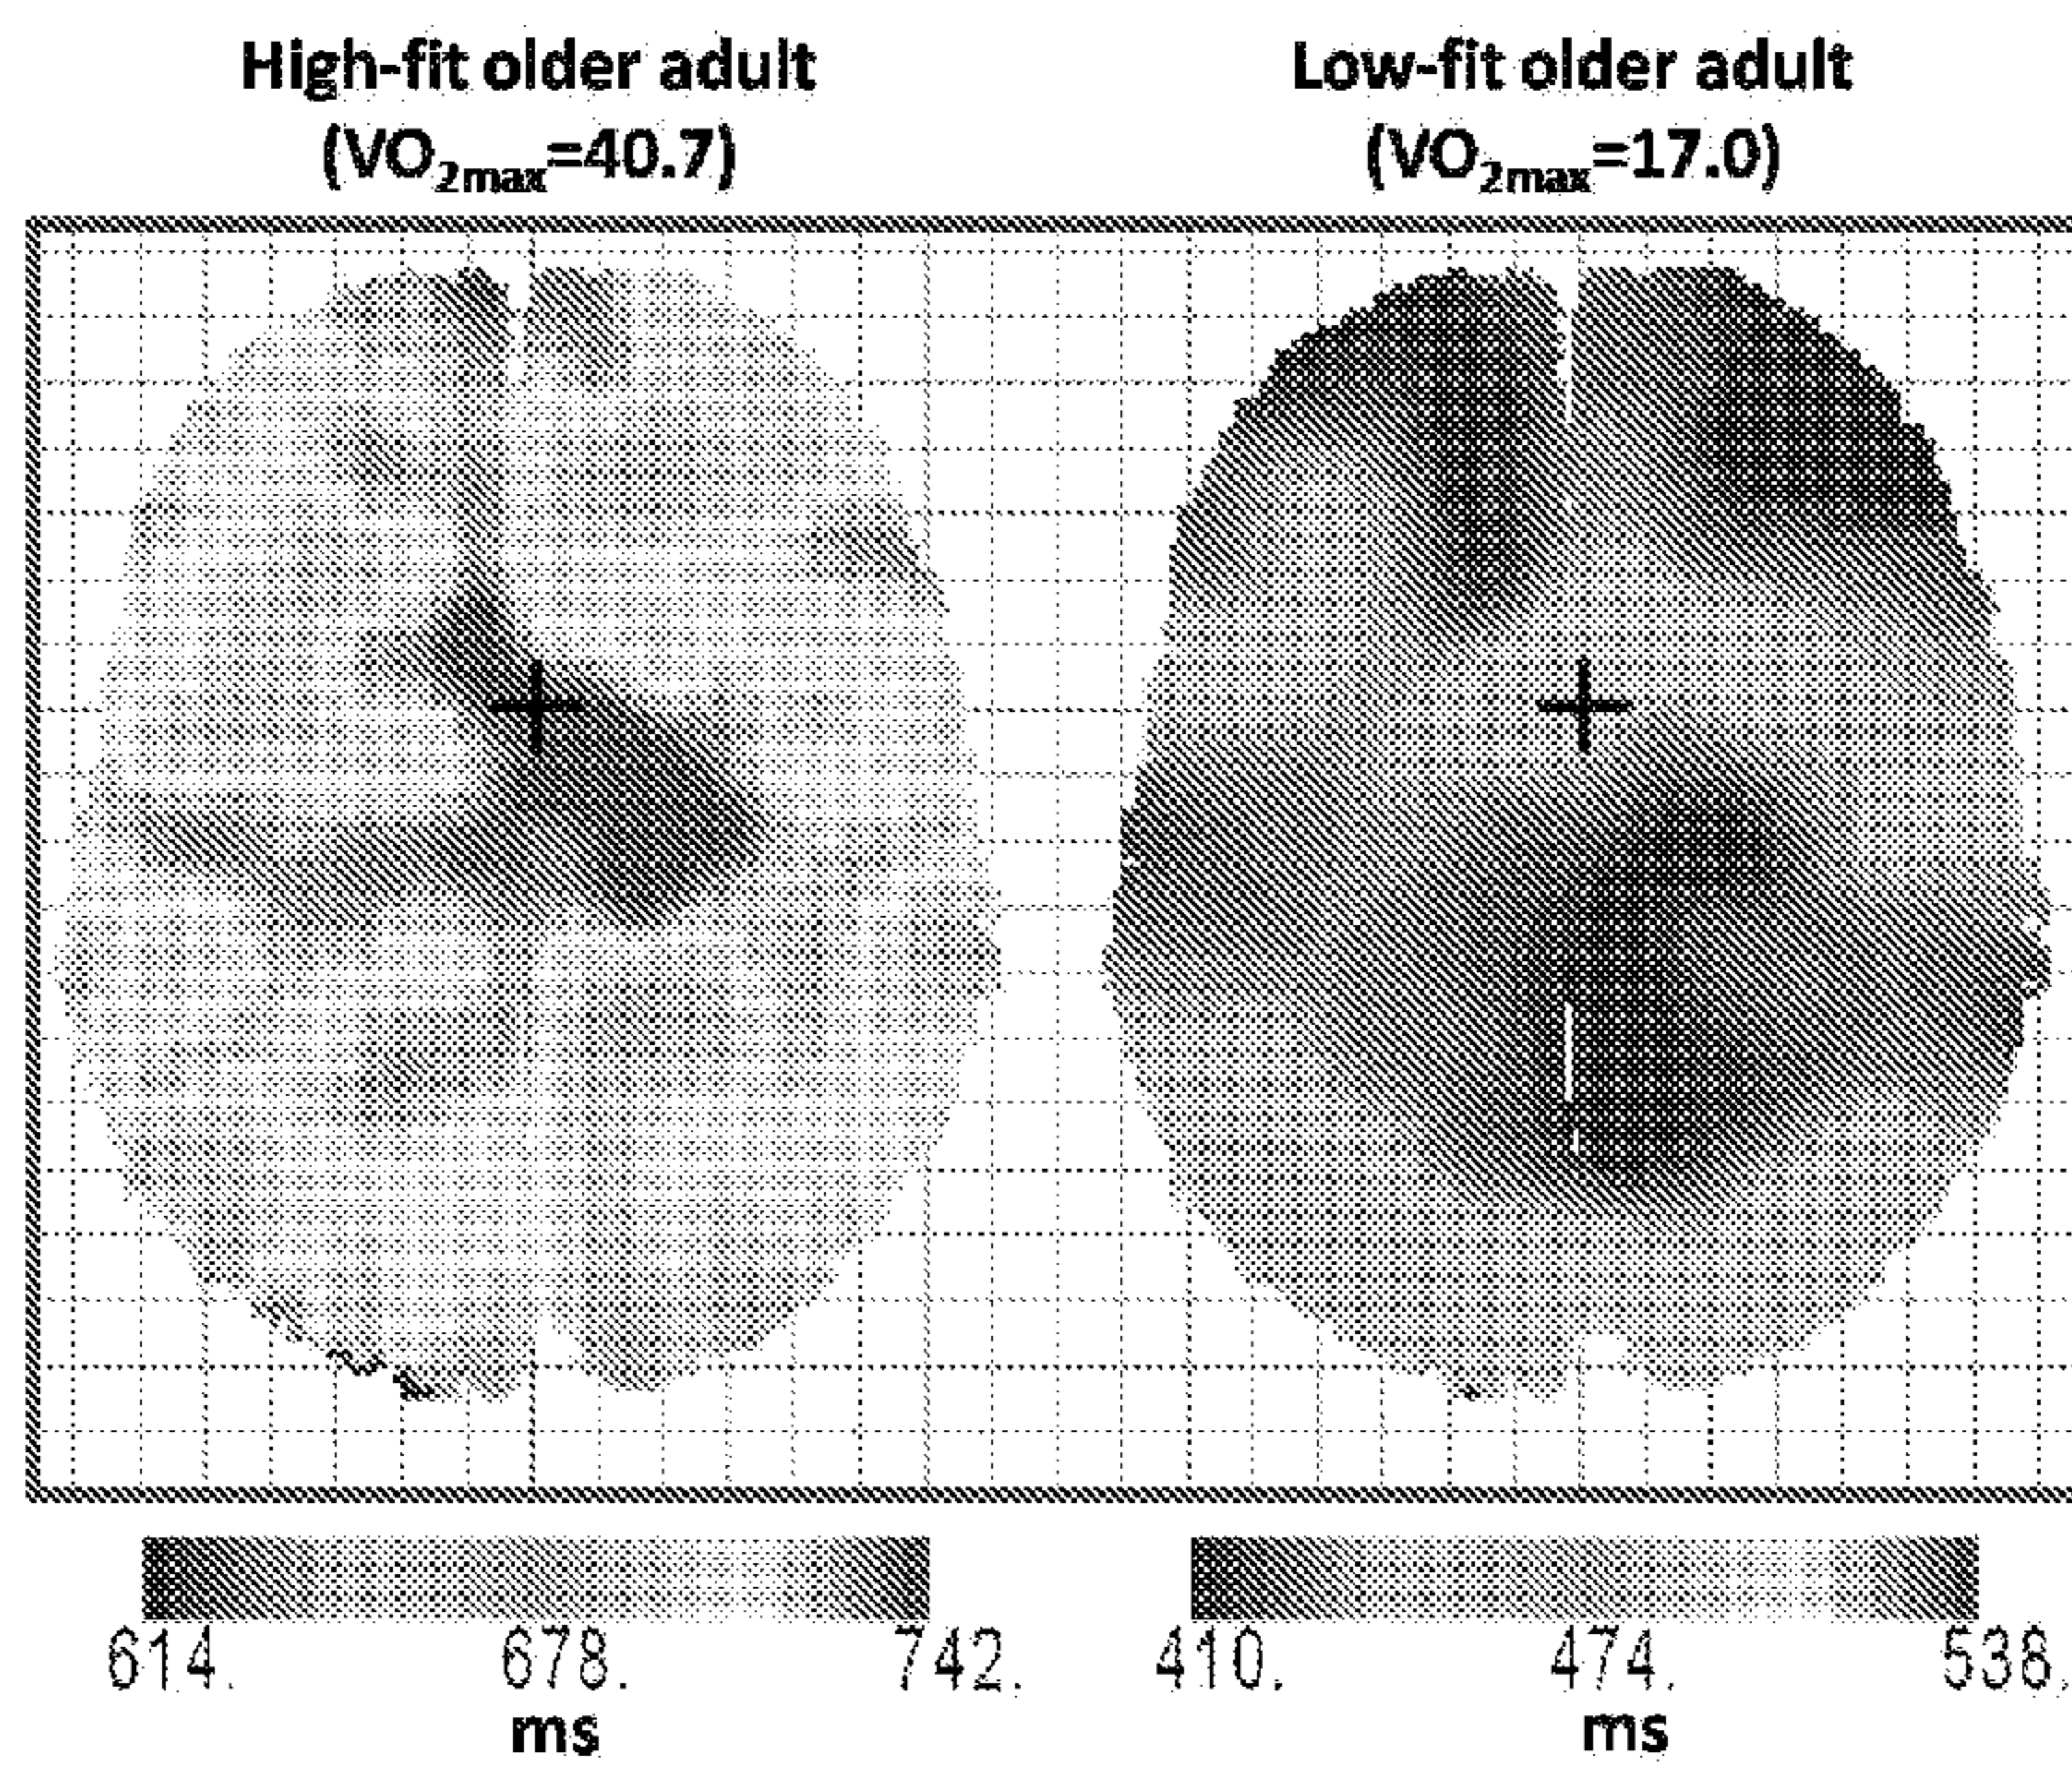 High-fit older adult
(VO2max=40.7)
Low-fit older adult
(VO2max=17.0)
614. 678. 742.
ms
410. 474. 538.
ms